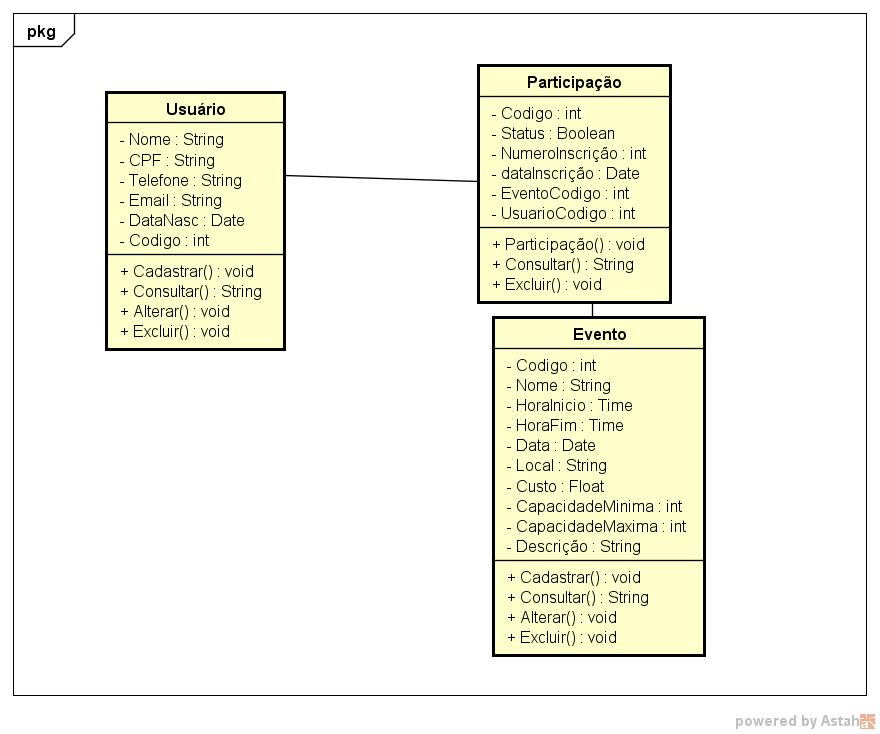 pkg
Usuário
- Nome : String
- CPF : String
- Telefone : String
- Email : String
- DataNasc : Date
- Codigo : int
+ Cadastrar() : void
+ Consultar() : String
+ Alterar() : void
+ Excluir() : void
Participação
- Codigo : int
- Status : Boolean
- NumeroInscrição : int
- dataInscrição : Date
- EventoCodigo : int
- UsuarioCodigo : int
+ Participação() : void
+ Consultar() : String
+ Excluir() : void
Evento
- Codigo : int
- Nome : String
- HoraInicio : Time
- HoraFim : Time
- Data : Date
- Local : String
- Custo : Float
- CapacidadeMinima : int
- CapacidadeMaxima : int
- Descrição : String
+ Cadastrar() : void
+ Consultar() : String
+ Alterar() : void
+ Excluir() : void
powered by Astah